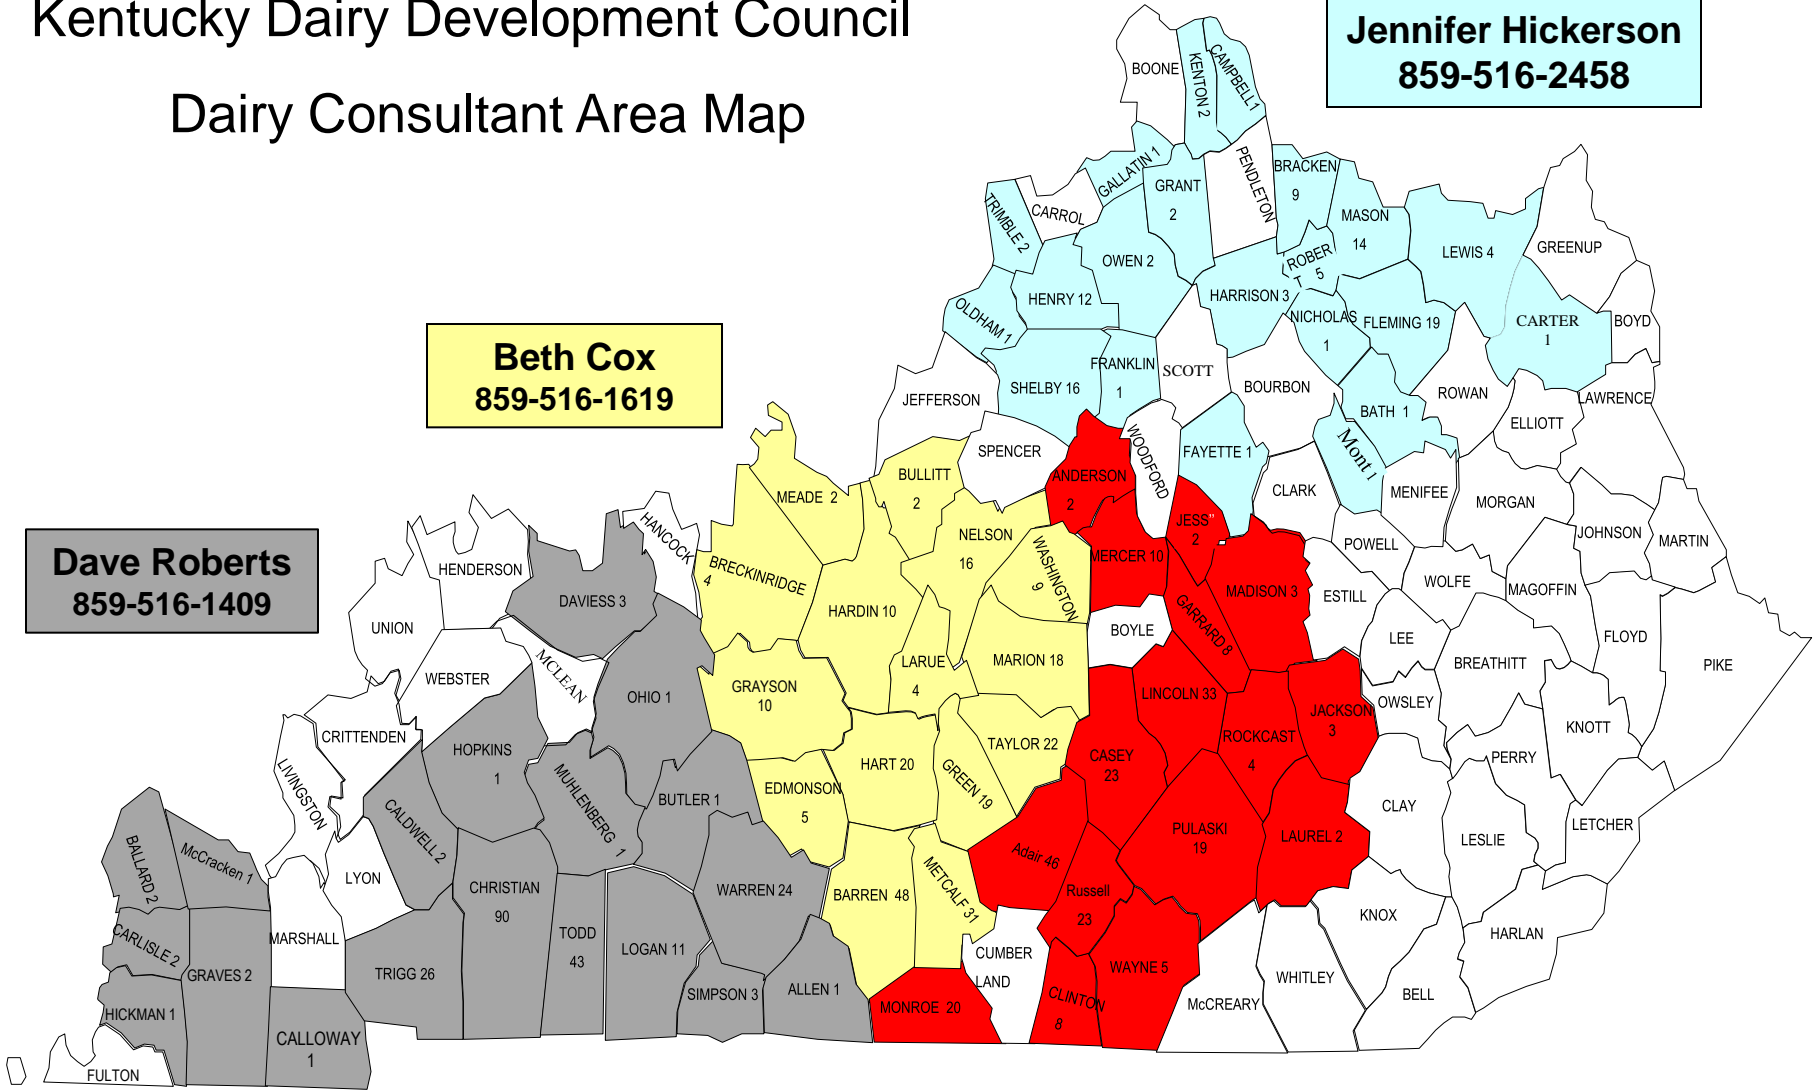 Kentucky Dairy Development Council
Dairy Consultant Area Map
Jennifer Hickerson
859-516-2458
Beth Cox
859-516-1619
Dave Roberts
859-516-1409
BOONE
KENTON 2
CAMPBELL 1
GALLATIN 1
GRANT
2
PENDLETON
BRACKEN
9
MASON
14
TRIMBLE 2
CARROL
OWEN 2
ROBER
T
5
LEWIS 4
GREENUP
HENRY 12
HARRISON 3
NICHOLAS
1
FLEMING 19
CARTER
1
BOYD
OLDHAM 1
SHELBY 16
FRANKLIN
1
SCOTT
BOURBON
ROWAN
LAWRENCE
ELLIOTT
JEFFERSON
BATH 1
SPENCER
WOODFORD
FAYETTE 1
Mont 1
ANDERSON
2
BULLITT
2
MEADE 2
CLARK
MENIFEE
MORGAN
JOHNSON
MARTIN
HANCOCK
NELSON
16
WASHINGTON
9
MERCER 10
JESS"
2
POWELL
HENDERSON
BRECKINRIDGE
4
DAVIESS 3
HARDIN 10
MADISON 3
GARRARD 8
ESTILL
WOLFE
MAGOFFIN
UNION
BOYLE
LEE
FLOYD
PIKE
WEBSTER
MCLEAN
OHIO 1
GRAYSON
10
LARUE
4
MARION 18
BREATHITT
LINCOLN 33
OWSLEY
JACKSON
3
KNOTT
CRITTENDEN
HOPKINS
1
TAYLOR 22
CASEY
23
ROCKCAST
4
PERRY
LIVINGSTON
MUHLENBERG 1
HART 20
GREEN 19
EDMONSON
5
BUTLER 1
CALDWELL 2
CLAY
LETCHER
PULASKI
19
LAUREL 2
LESLIE
BALLARD 2
McCracken 1
LYON
CHRISTIAN
90
WARREN 24
BARREN 48
METCALF 31
Adair 46
Russell
23
KNOX
HARLAN
CARLISLE 2
MARSHALL
TODD
43
LOGAN 11
CUMBER
LAND
GRAVES 2
TRIGG 26
SIMPSON 3
ALLEN 1
WAYNE 5
WHITLEY
BELL
HICKMAN 1
MONROE 20
CLINTON
8
McCREARY
CALLOWAY
1
FULTON